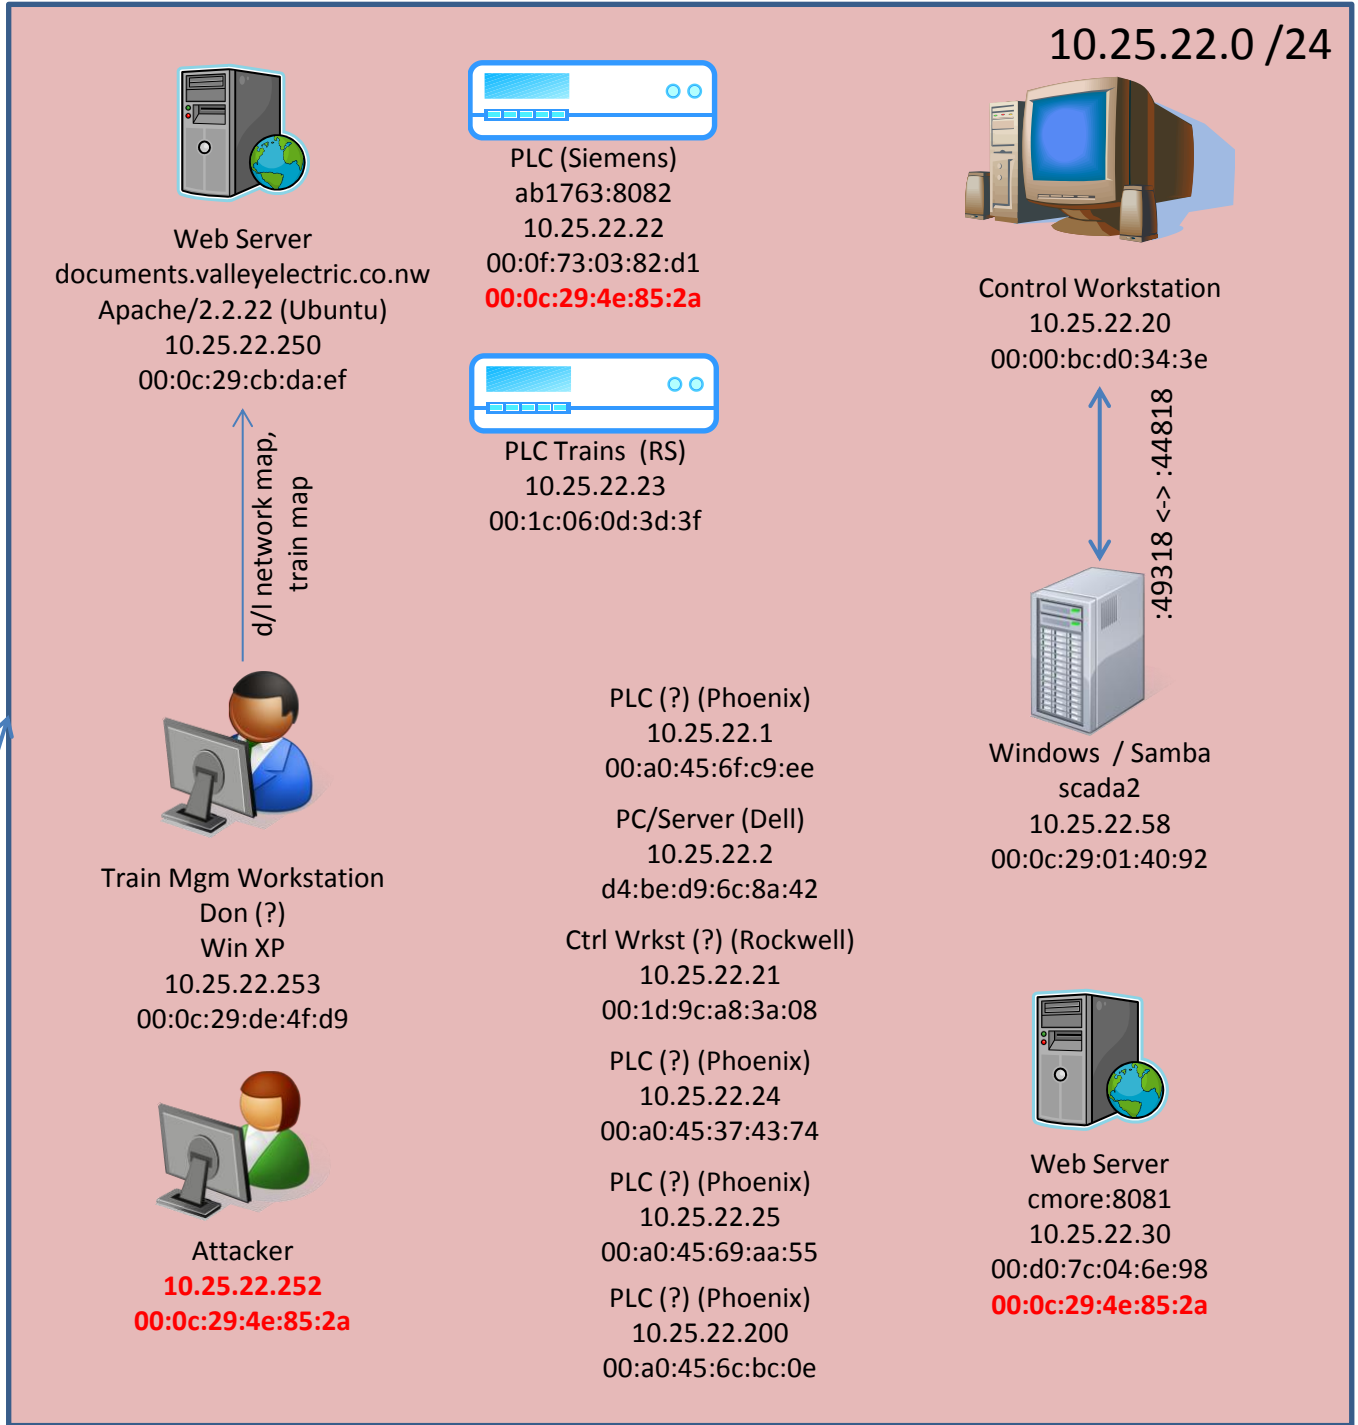 10.25.22.0 /24
Web Server
documents.valleyelectric.co.nw
Apache/2.2.22 (Ubuntu)
10.25.22.250
00:0c:29:cb:da:ef
PLC (Siemens)
ab1763:8082
10.25.22.22
00:0f:73:03:82:d1
00:0c:29:4e:85:2a
Control Workstation
10.25.22.20
00:00:bc:d0:34:3e
PLC Trains  (RS)
10.25.22.23
00:1c:06:0d:3d:3f
d/l network map,
train map
:49318 <-> :44818
Train Mgm Workstation
Don (?)
Win XP
10.25.22.253
00:0c:29:de:4f:d9
Attacker
10.25.22.252
00:0c:29:4e:85:2a
PLC (?) (Phoenix)
10.25.22.1
00:a0:45:6f:c9:ee
PC/Server (Dell)
10.25.22.2
d4:be:d9:6c:8a:42
Ctrl Wrkst (?) (Rockwell)
10.25.22.21
00:1d:9c:a8:3a:08
PLC (?) (Phoenix)
10.25.22.24
00:a0:45:37:43:74
PLC (?) (Phoenix)
10.25.22.25
00:a0:45:69:aa:55
PLC (?) (Phoenix)
10.25.22.200
00:a0:45:6c:bc:0e
Windows  / Samba
scada2
10.25.22.58
00:0c:29:01:40:92
Web Server
cmore:8081
10.25.22.30
00:d0:7c:04:6e:98
00:0c:29:4e:85:2a